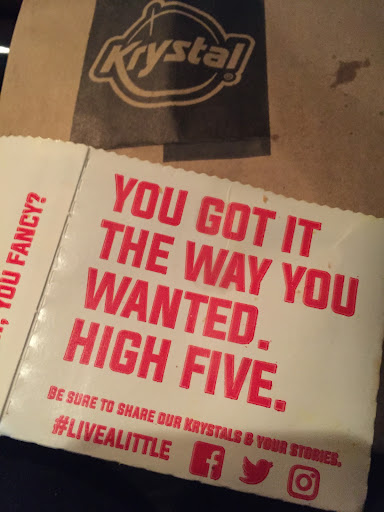 Krystal
YOU GOT IT
THE WAY YOU
WANTED.
HIGH FIVE.
BE SURE TO SHARE OUR KRYSTALS & YOUR STORIES.
#LIVEALITTLE
YOU FANCY?